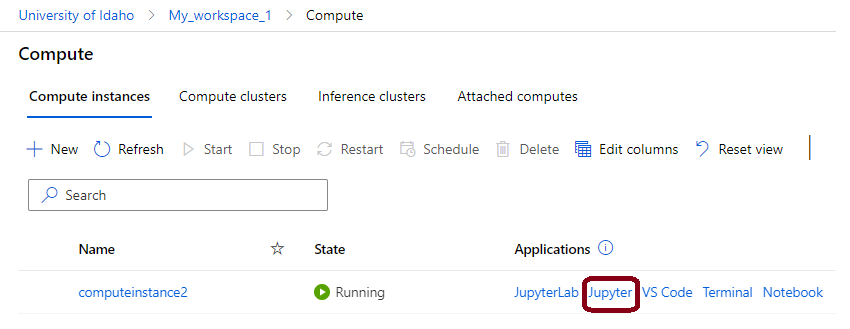 University of Idaho > My_workspace_1 > Compute
Compute
Compute instances Compute clusters Inference clusters Attached computes
New Refresh Start Stop Restart Schedule Delete Edit columns Reset view
Search
Name State Applications
computeinstance2 Running JupyterLab Jupyter VS Code Terminal Notebook